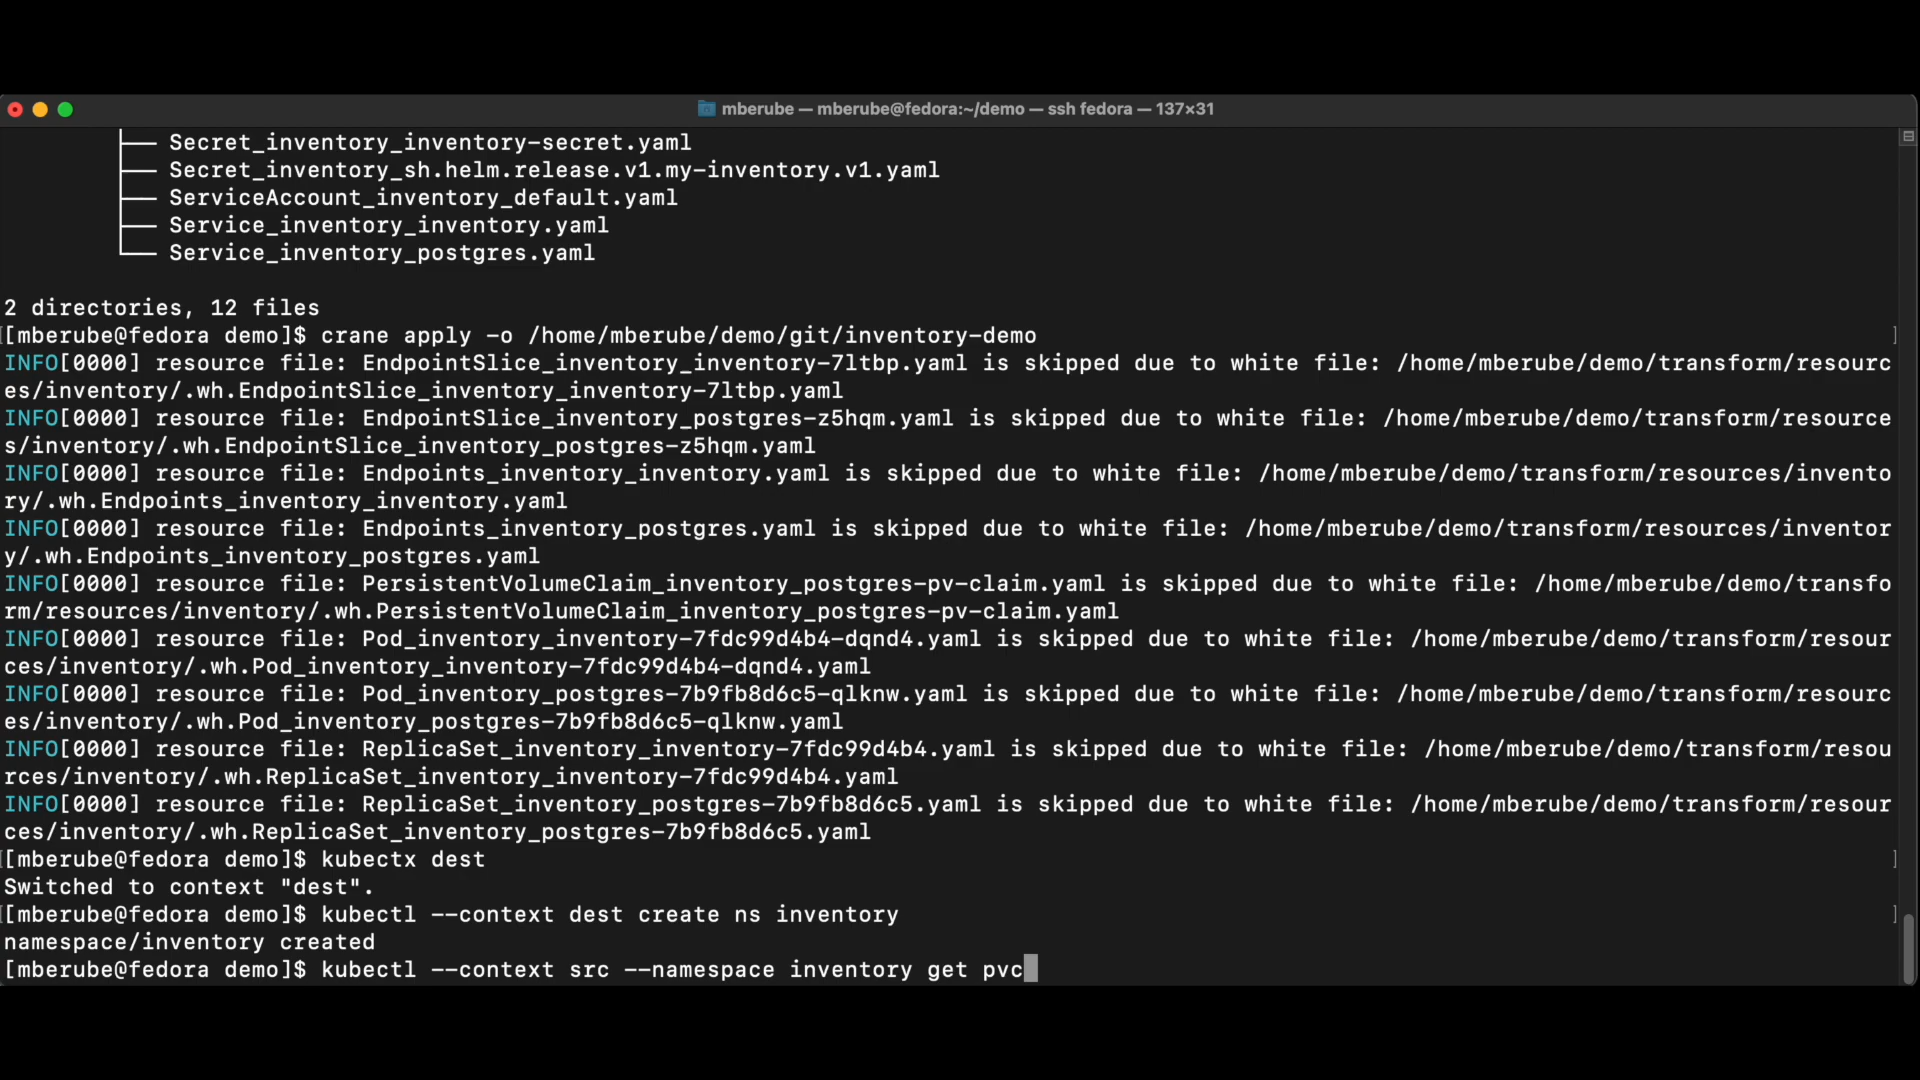 mberube — mberube@fedora:~/demo — ssh fedora — 137×31
├── Secret_inventory_inventory-secret.yaml
├── Secret_inventory_sh.helm.release.v1.my-inventory.v1.yaml
├── ServiceAccount_inventory_default.yaml
├── Service_inventory_inventory.yaml
└── Service_inventory_postgres.yaml
2 directories, 12 files
[mberube@fedora demo]$ crane apply -o /home/mberube/demo/git/inventory-demo
INFO[0000] resource file: EndpointSlice_inventory_inventory-7ltbp.yaml is skipped due to white file: /home/mberube/demo/transform/resourc
es/inventory/.wh.EndpointSlice_inventory_inventory-7ltbp.yaml
INFO[0000] resource file: EndpointSlice_inventory_postgres-z5hqm.yaml is skipped due to white file: /home/mberube/demo/transform/resource
s/inventory/.wh.EndpointSlice_inventory_postgres-z5hqm.yaml
INFO[0000] resource file: Endpoints_inventory_inventory.yaml is skipped due to white file: /home/mberube/demo/transform/resources/invento
ry/.wh.Endpoints_inventory_inventory.yaml
INFO[0000] resource file: Endpoints_inventory_postgres.yaml is skipped due to white file: /home/mberube/demo/transform/resources/inventor
y/.wh.Endpoints_inventory_postgres.yaml
INFO[0000] resource file: PersistentVolumeClaim_inventory_postgres-pv-claim.yaml is skipped due to white file: /home/mberube/demo/transfo
rm/resources/inventory/.wh.PersistentVolumeClaim_inventory_postgres-pv-claim.yaml
INFO[0000] resource file: Pod_inventory_inventory-7fdc99d4b4-dqnd4.yaml is skipped due to white file: /home/mberube/demo/transform/resour
ces/inventory/.wh.Pod_inventory_inventory-7fdc99d4b4-dqnd4.yaml
INFO[0000] resource file: Pod_inventory_postgres-7b9fb8d6c5-qlknw.yaml is skipped due to white file: /home/mberube/demo/transform/resourc
es/inventory/.wh.Pod_inventory_postgres-7b9fb8d6c5-qlknw.yaml
INFO[0000] resource file: ReplicaSet_inventory_inventory-7fdc99d4b4.yaml is skipped due to white file: /home/mberube/demo/transform/resou
rces/inventory/.wh.ReplicaSet_inventory_inventory-7fdc99d4b4.yaml
INFO[0000] resource file: ReplicaSet_inventory_postgres-7b9fb8d6c5.yaml is skipped due to white file: /home/mberube/demo/transform/resour
ces/inventory/.wh.ReplicaSet_inventory_postgres-7b9fb8d6c5.yaml
[mberube@fedora demo]$ kubectx dest
Switched to context "dest".
[mberube@fedora demo]$ kubectl --context dest create ns inventory
namespace/inventory created
[mberube@fedora demo]$ kubectl --context src --namespace inventory get pvc